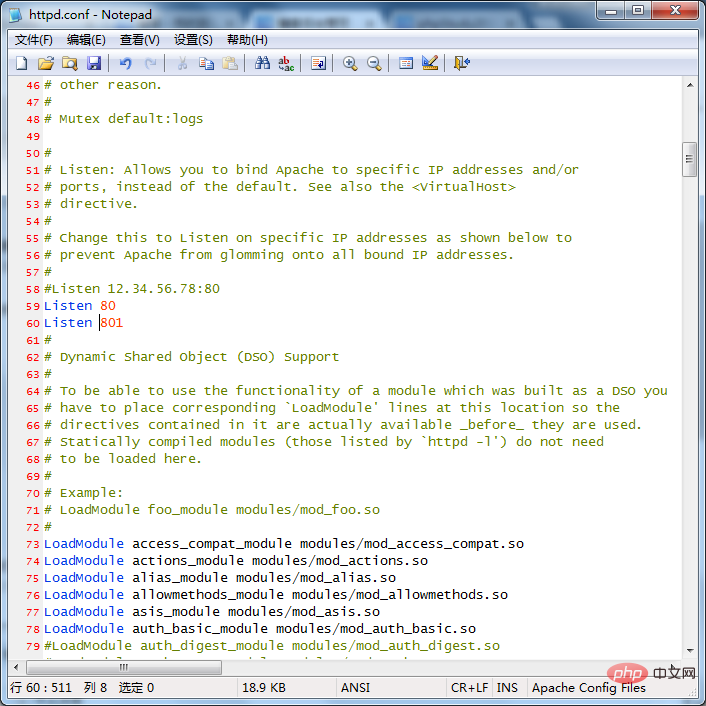 httpd.conf - Notepad
文件(F) 编辑(E) 查看(V) 设置(S) 帮助(H)
46 # other reason.
47 #
48 # Mutex default:logs
49
50 #
51 # Listen: Allows you to bind Apache to specific IP addresses and/or
52 # ports, instead of the default. See also the <VirtualHost>
53 # directive.
54 #
55 # Change this to Listen on specific IP addresses as shown below to
56 # prevent Apache from glomming onto all bound IP addresses.
57 #
58 #Listen 12.34.56.78:80
59 Listen 80
60 Listen 801
61 #
62 # Dynamic Shared Object (DSO) Support
63 #
64 # To be able to use the functionality of a module which was built as a DSO you
65 # have to place corresponding `LoadModule' lines at this location so the
66 # directives contained in it are actually available _before_ they are used.
67 # Statically compiled modules (those listed by `httpd -l') do not need
68 # to be loaded here.
69 #
70 # Example:
71 # LoadModule foo_module modules/mod_foo.so
72 #
73 LoadModule access_compat_module modules/mod_access_compat.so
74 LoadModule actions_module modules/mod_actions.so
75 LoadModule alias_module modules/mod_alias.so
76 LoadModule allowmethods_module modules/mod_allowmethods.so
77 LoadModule asis_module modules/mod_asis.so
78 LoadModule auth_basic_module modules/mod_auth_basic.so
79 #LoadModule auth_digest_module modules/mod_auth_digest.so
php 中文网
行 60 : 511 列 8 选定 0 18.9 KB ANSI CR+LF INS Apache Config Files